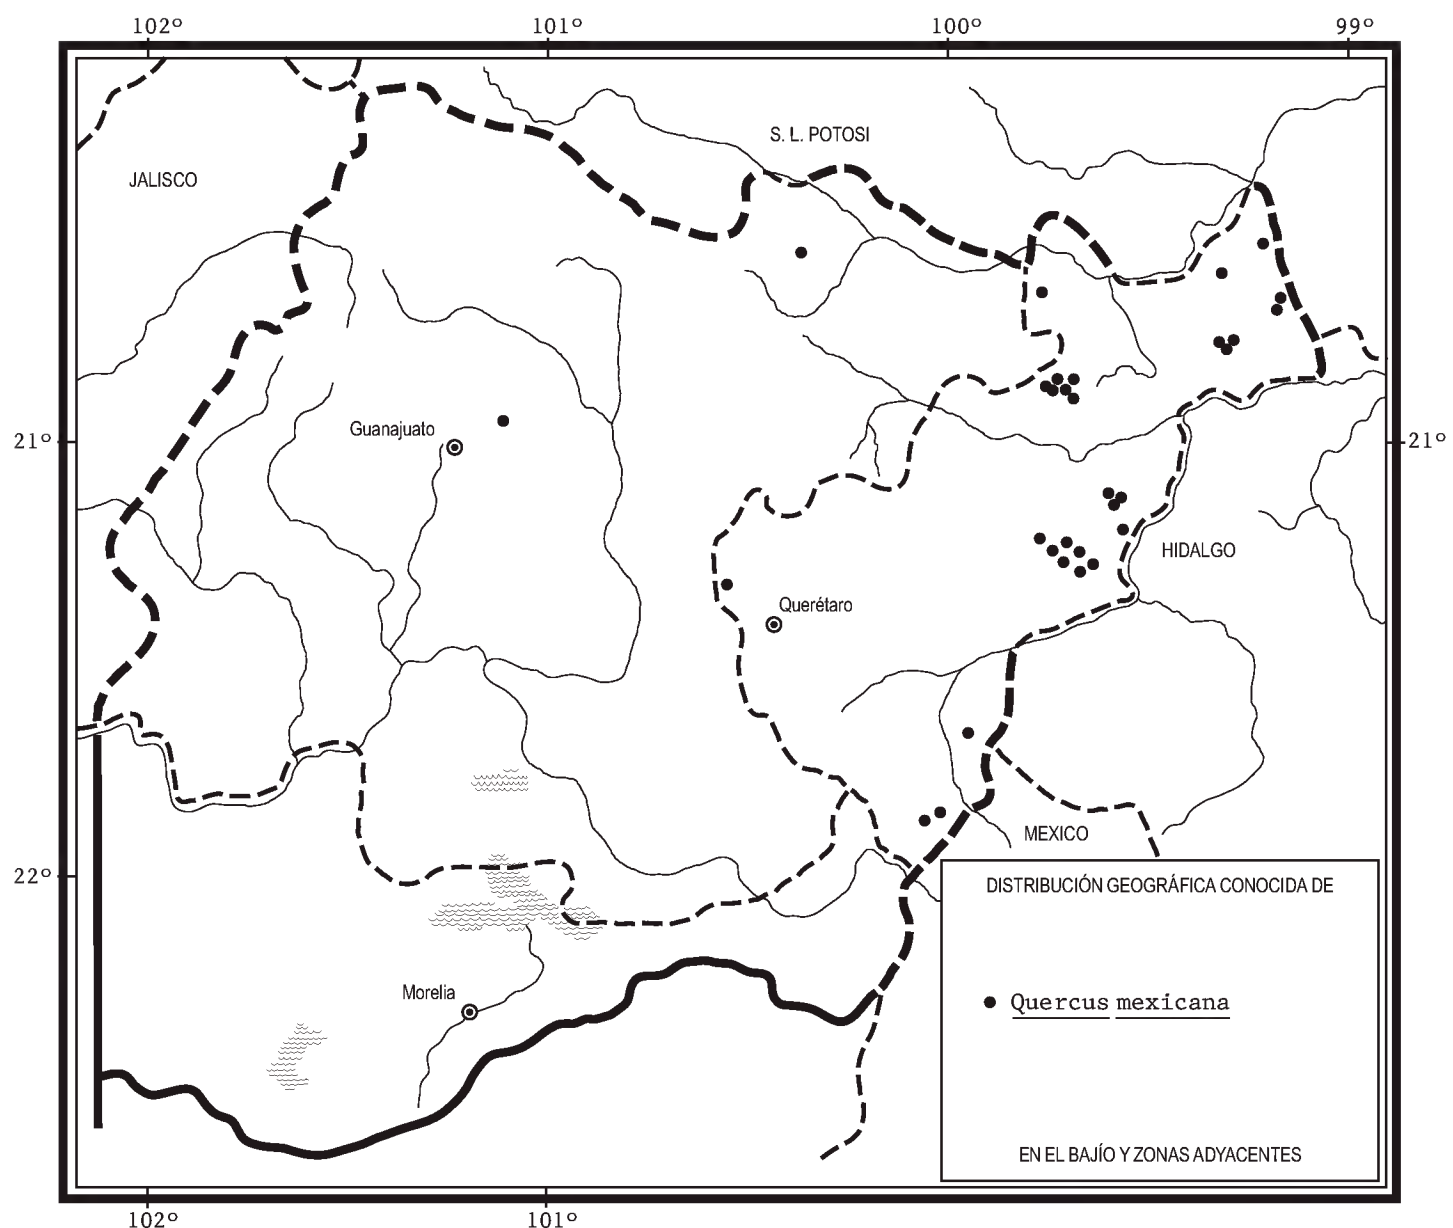 102° 101° 100° 99°
S. L. POTOSI
JALISCO
Guanajuato
21° 21°
HIDALGO
Querétaro
MEXICO
22°
DISTRIBUCIÓN GEOGRÁFICA CONOCIDA DE
Morelia
Quercus mexicana
EN EL BAJÍO Y ZONAS ADYACENTES
102° 101°